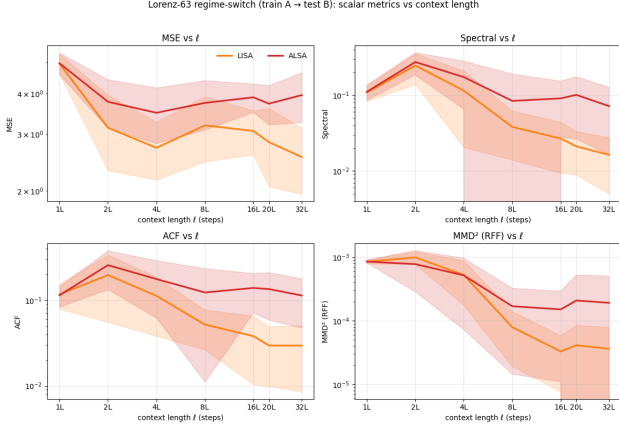 Lorenz-63 regime-switch (train A → test B): scalar metrics vs context length
MSE vs ℓ
LISA
ALSA
MSE
4 × 10⁰
3 × 10⁰
2 × 10⁰
1L
2L
4L
8L
16L
20L
32L
context length ℓ (steps)
Spectral vs ℓ
Spectral
10⁻¹
10⁻²
1L
2L
4L
8L
16L
20L
32L
context length ℓ (steps)
ACF vs ℓ
ACF
10⁻¹
10⁻²
1L
2L
4L
8L
16L
20L
32L
context length ℓ (steps)
MMD² (RFF) vs ℓ
MMD² (RFF)
10⁻³
10⁻⁴
10⁻⁵
1L
2L
4L
8L
16L
20L
32L
context length ℓ (steps)